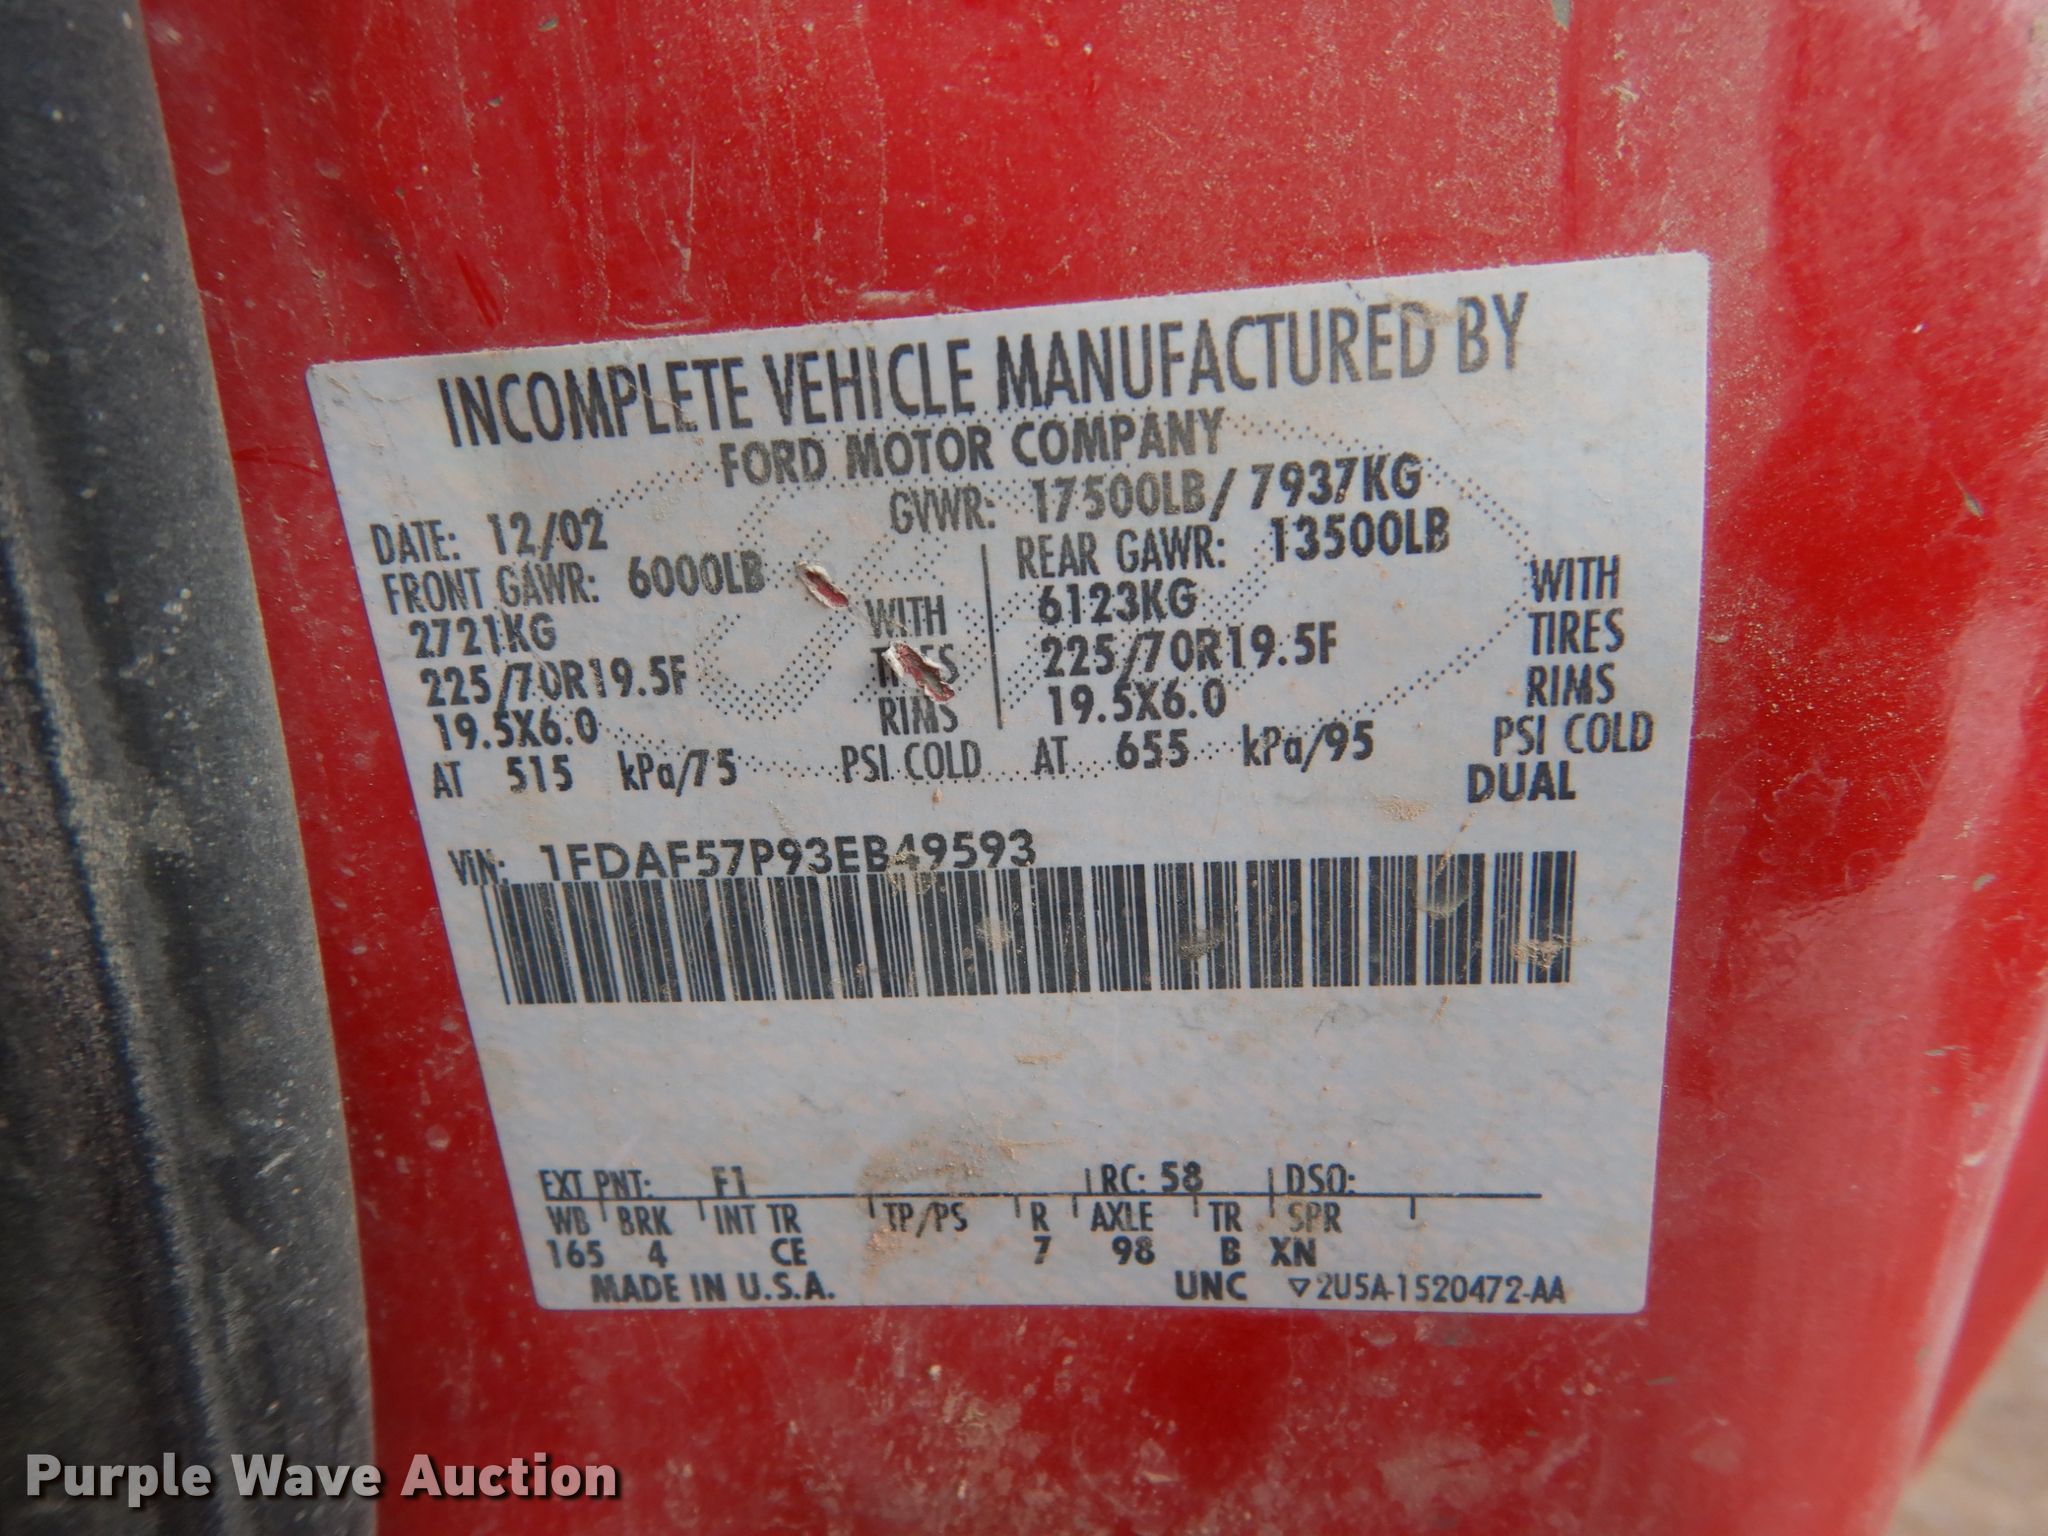 INCOMPLETE VEHICLE MANUFACTURED BY
FORD MOTOR COMPANY
DATE: 12/02 GVWR: 17500LB/ 7937KG
FRONT GAWR: 6000LB REAR GAWR: 13500LB
2721KG WITH 6123KG WITH
225/70R19.5F TIRES 225/70R19.5F TIRES
19.5X6.0 RIMS 19.5X6.0 RIMS
AT 515 kPa/75 PSI COLD AT 655 kPa/95 PSI COLD
DUAL
VIN: 1FDAF57P93EB49593
EXT PNT: F1 RC: 58 DSO:
WB BRK INT TR TP/PS R AXLE TR SPR
165 4 CE 7 98 B XN
MADE IN U.S.A. UNC ▽2U5A-1520472-AA
Purple Wave Auction